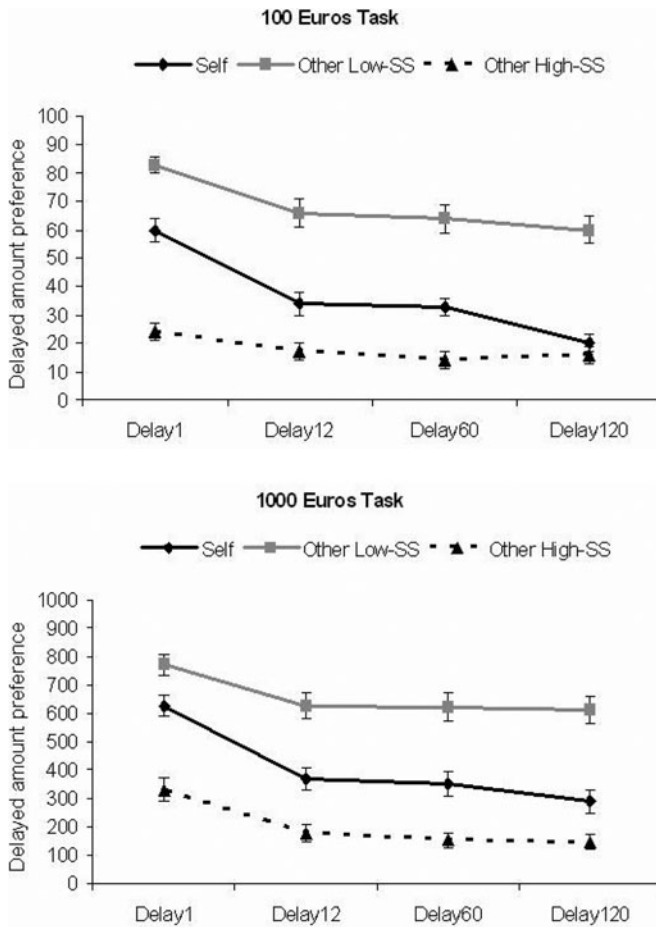 100 Euros Task
Self Other Low-SS Other High-SS
100
90
80
70
60
50
40
30
20
10
0
Delayed amount preference
Delay1 Delay12 Delay60 Delay120
1000 Euros Task
Self Other Low-SS Other High-SS
1000
900
800
700
600
500
400
300
200
100
0
Delayed amount preference
Delay1 Delay12 Delay60 Delay120